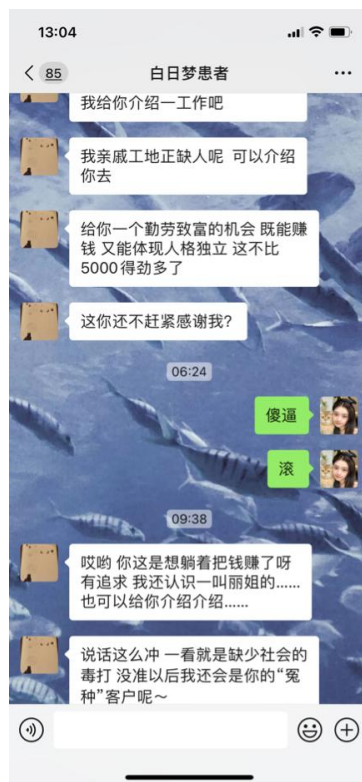 13:04
85
白日梦患者
我给你介绍一工作吧
我亲戚工地正缺人呢 可以介绍
你去
给你一个勤劳致富的机会 既能赚
钱 又能体现人格独立 这不比
5000得劲多了
这你还不赶紧感谢我?
06:24
傻逼
滚
09:38
哎哟 你这是想躺着把钱赚了呀
有追求 我还认识一叫丽姐的……
也可以给你介绍介绍……
说话这么冲 一看就是缺少社会的
毒打 没准以后我还会是你的“冤
种”客户呢~